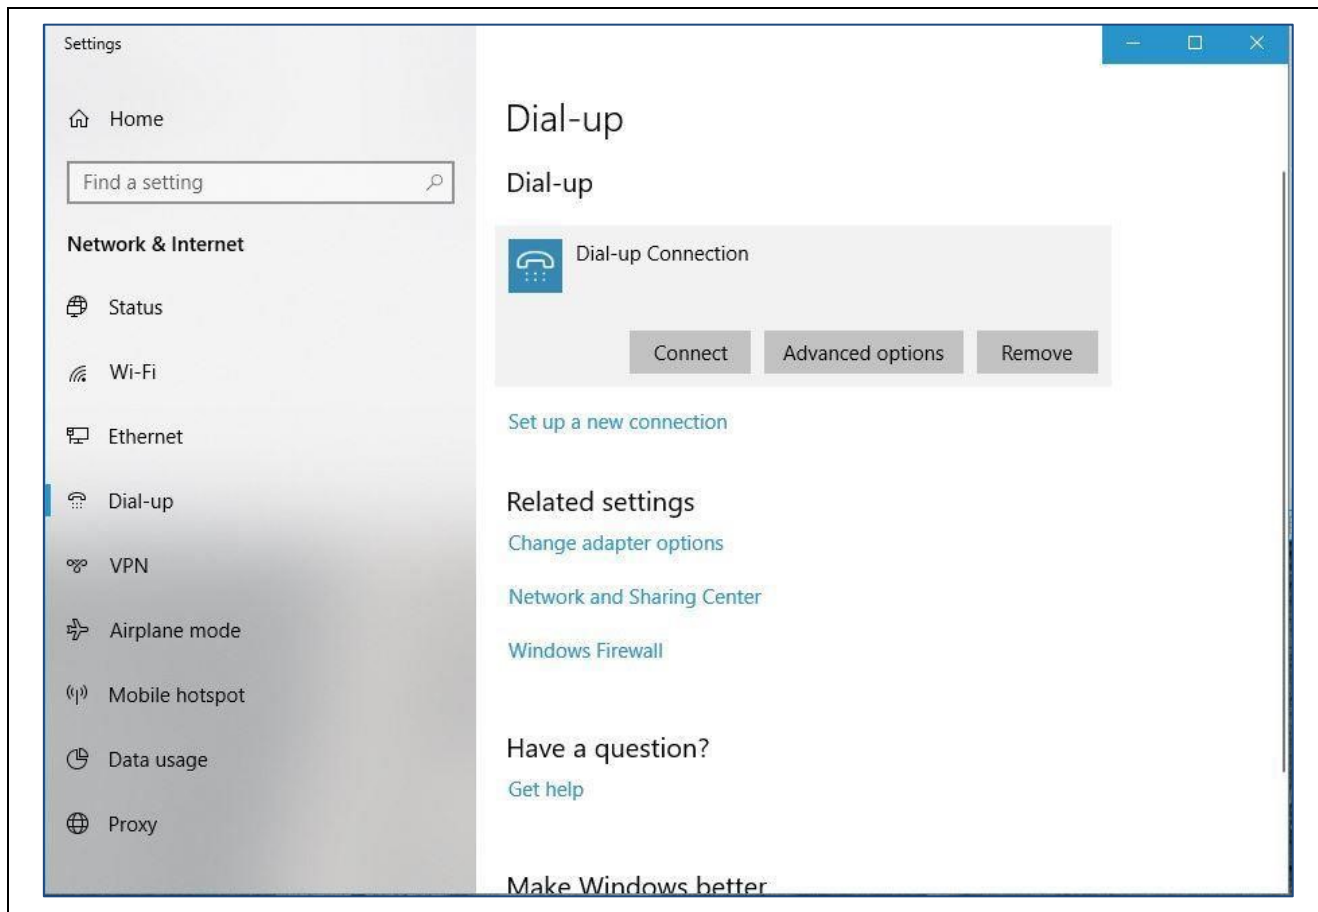 Settings
Home
Find a setting
Network & Internet
Status
Wi-Fi
Ethernet
Dial-up
VPN
Airplane mode
Mobile hotspot
Data usage
Proxy
Dial-up
Dial-up
Dial-up Connection
Connect Advanced options Remove
Set up a new connection
Related settings
Change adapter options
Network and Sharing Center
Windows Firewall
Have a question?
Get help
Make Windows better